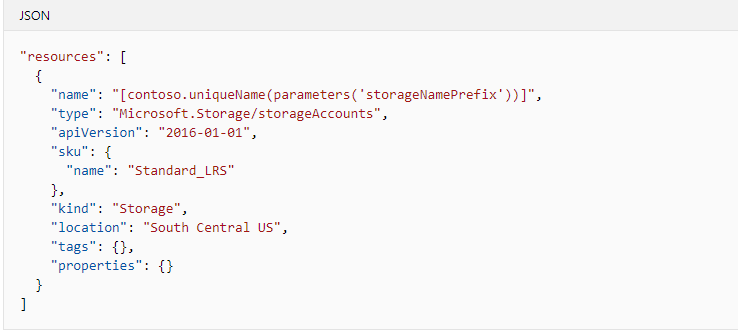 JSON
"resources": [
  {
    "name": "[contoso.uniqueName(parameters('storageNamePrefix'))]",
    "type": "Microsoft.Storage/storageAccounts",
    "apiVersion": "2016-01-01",
    "sku": {
      "name": "Standard_LRS"
    },
    "kind": "Storage",
    "location": "South Central US",
    "tags": {},
    "properties": {}
  }
]